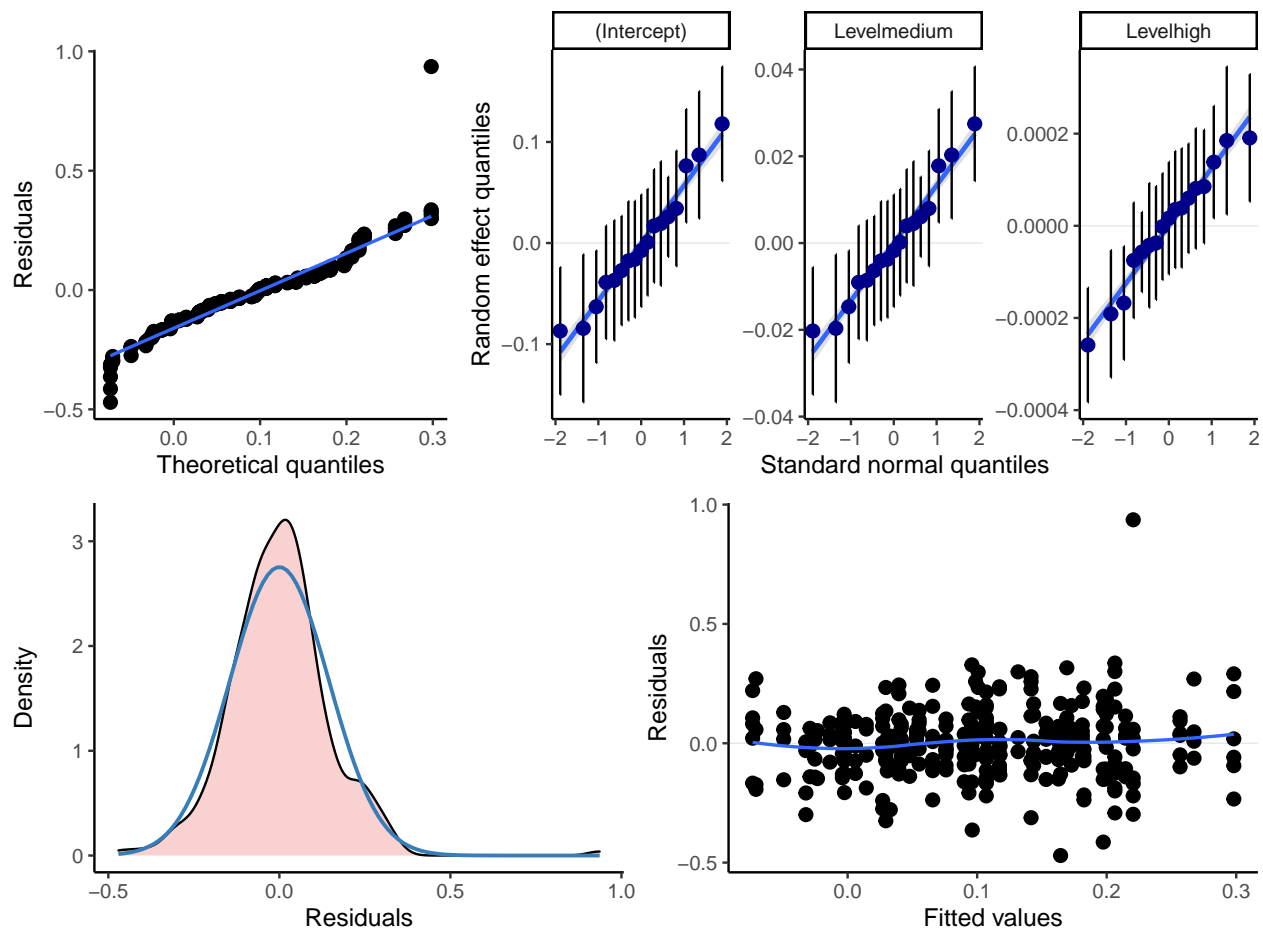 1.0
0.5
0.0
−0.5
Residuals
0.0 0.1 0.2 0.3
Theoretical quantiles
Random effect quantiles
(Intercept)
0.1
0.0
−0.1
−2 −1 0 1 2
Levelmedium
0.04
0.02
0.00
−0.02
−0.04
−2 −1 0 1 2
Levelhigh
0.0002
0.0000
−0.0002
−0.0004
−2 −1 0 1 2
Standard normal quantiles
3
2
1
0
Density
−0.5 0.0 0.5 1.0
Residuals
1.0
0.5
0.0
−0.5
Residuals
0.0 0.1 0.2 0.3
Fitted values